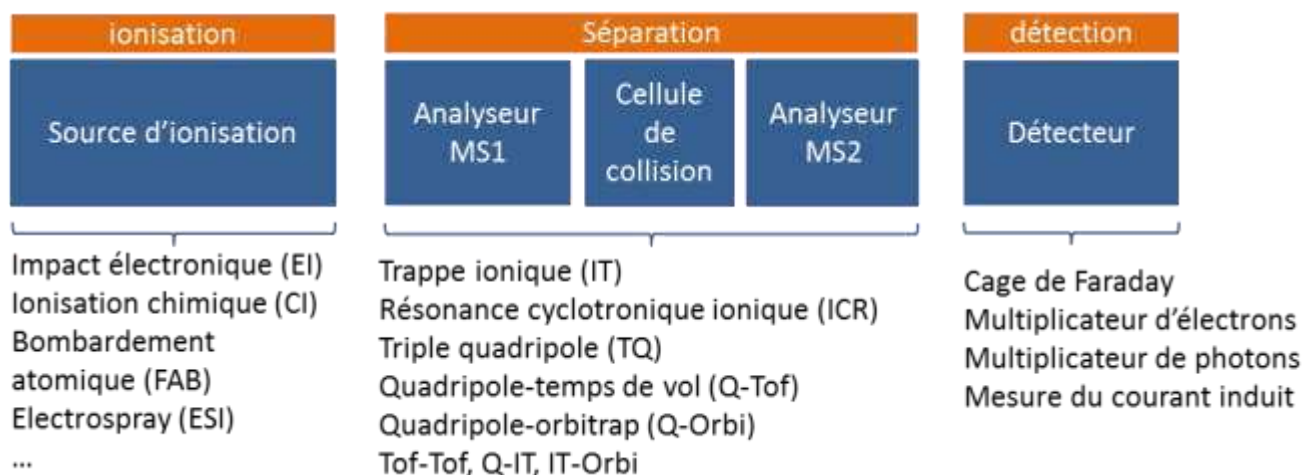 ionisation
Source d'ionisation
Impact électronique (EI)
Ionisation chimique (CI)
Bombardement
atomique (FAB)
Electrospray (ESI)
...
Séparation
Analyseur
MS1
Cellule
de
collision
Analyseur
MS2
Trappe ionique (IT)
Résonance cyclotronique ionique (ICR)
Triple quadripole (TQ)
Quadripole-temps de vol (Q-Tof)
Quadripole-orbitrap (Q-Orbi)
Tof-Tof, Q-IT, IT-Orbi
détection
Détecteur
Cage de Faraday
Multiplicateur d'électrons
Multiplicateur de photons
Mesure du courant induit